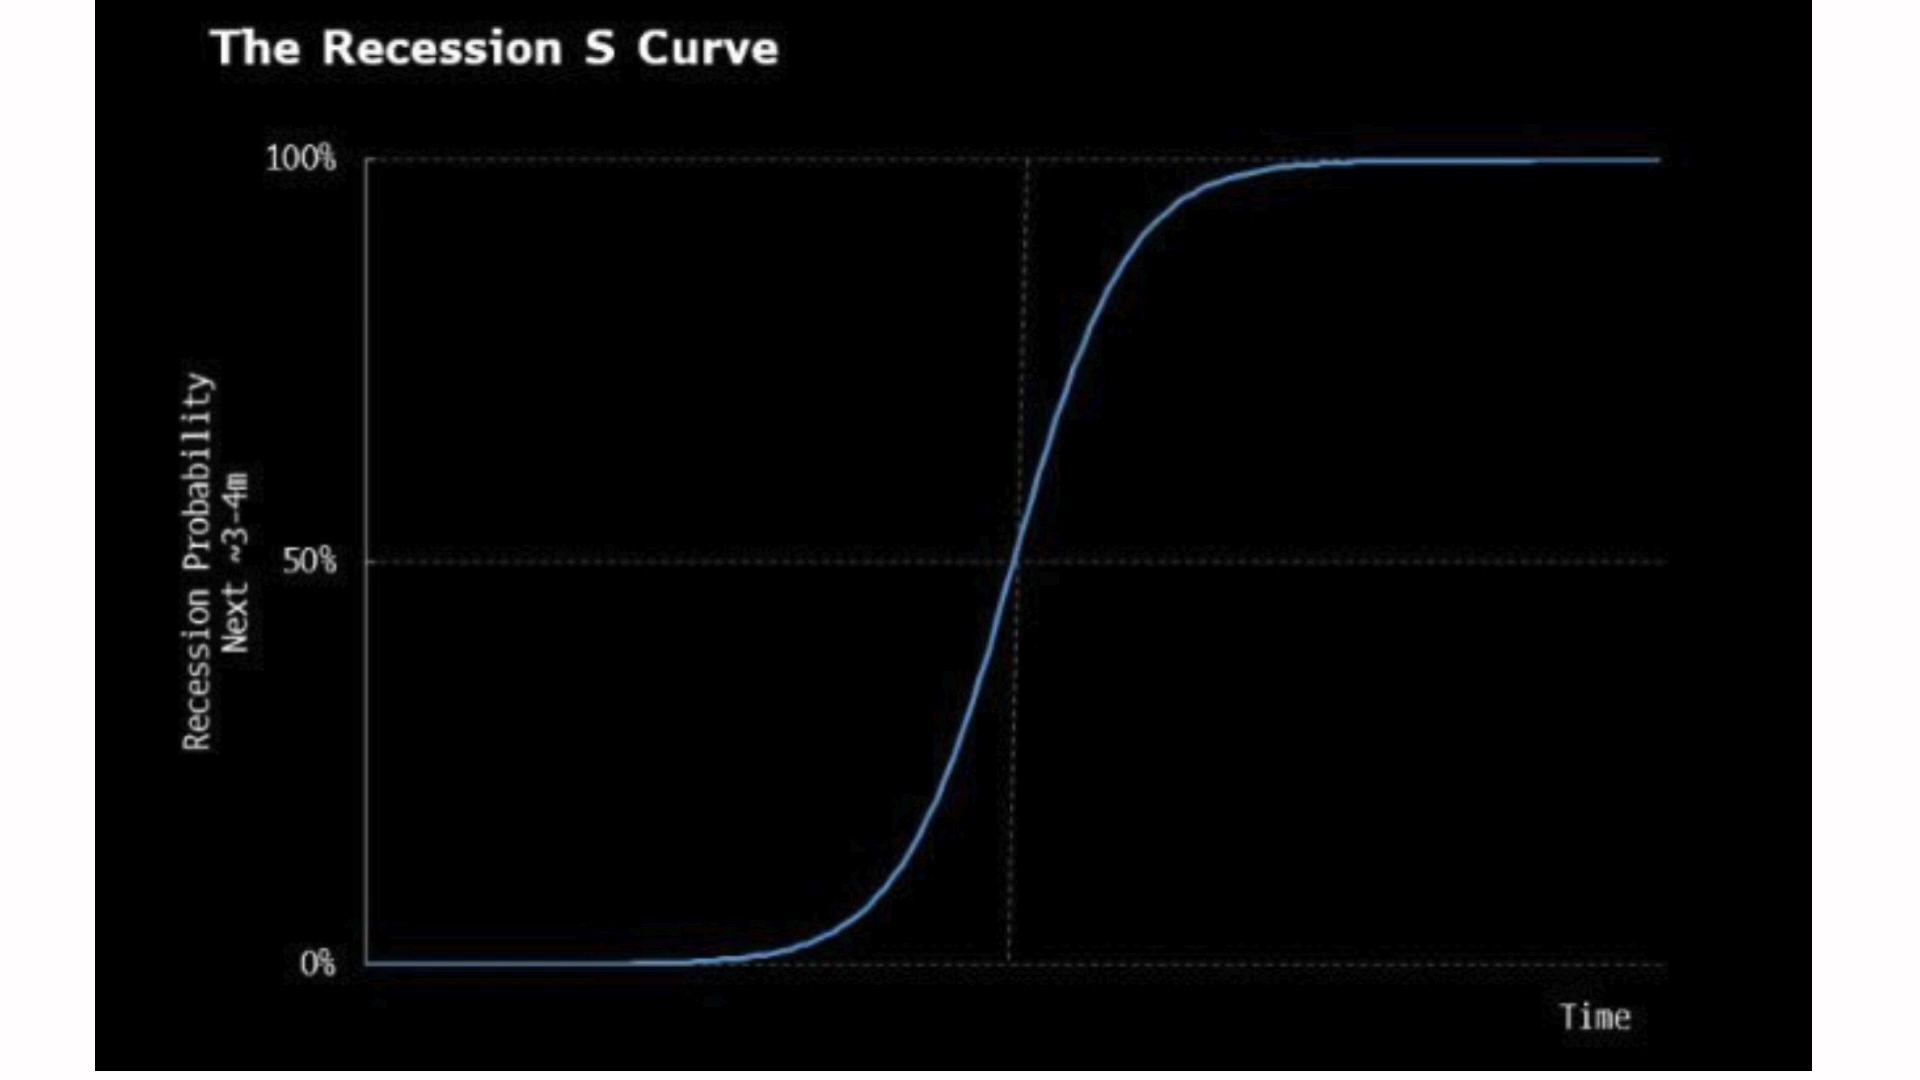 The Recession S Curve
100%
Recession Probability
Next ~3-4m
50%
0%
Time